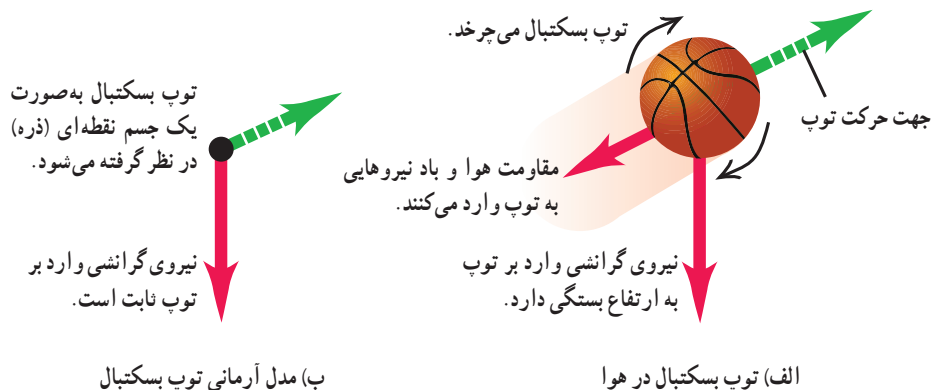 توپ بسکتبال می‌چرخد.
جهت حرکت توپ
مقاومت هوا و باد نیروهایی
به توپ وارد می‌کنند.
نیروی گرانشی وارد بر توپ
به ارتفاع بستگی دارد.
الف) توپ بسکتبال در هوا
توپ بسکتبال به‌صورت
یک جسم نقطه‌ای (ذره)
در نظر گرفته می‌شود.
نیروی گرانشی وارد بر
توپ ثابت است.
ب) مدل آرمانی توپ بسکتبال